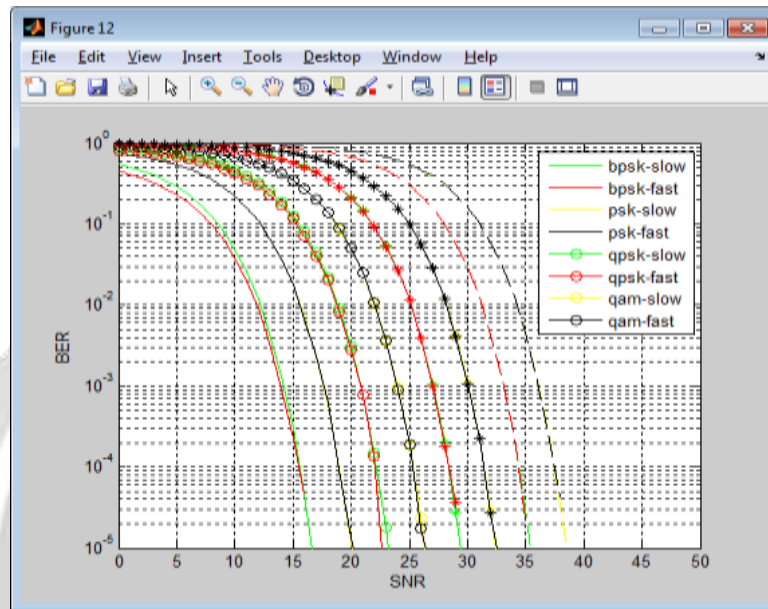 Figure 12
File Edit View Insert Tools Desktop Window Help
10^0
10^-1
10^-2
10^-3
10^-4
10^-5
BER
0 5 10 15 20 25 30 35 40 45 50
SNR
bpsk-slow
bpsk-fast
psk-slow
psk-fast
qpsk-slow
qpsk-fast
qam-slow
qam-fast